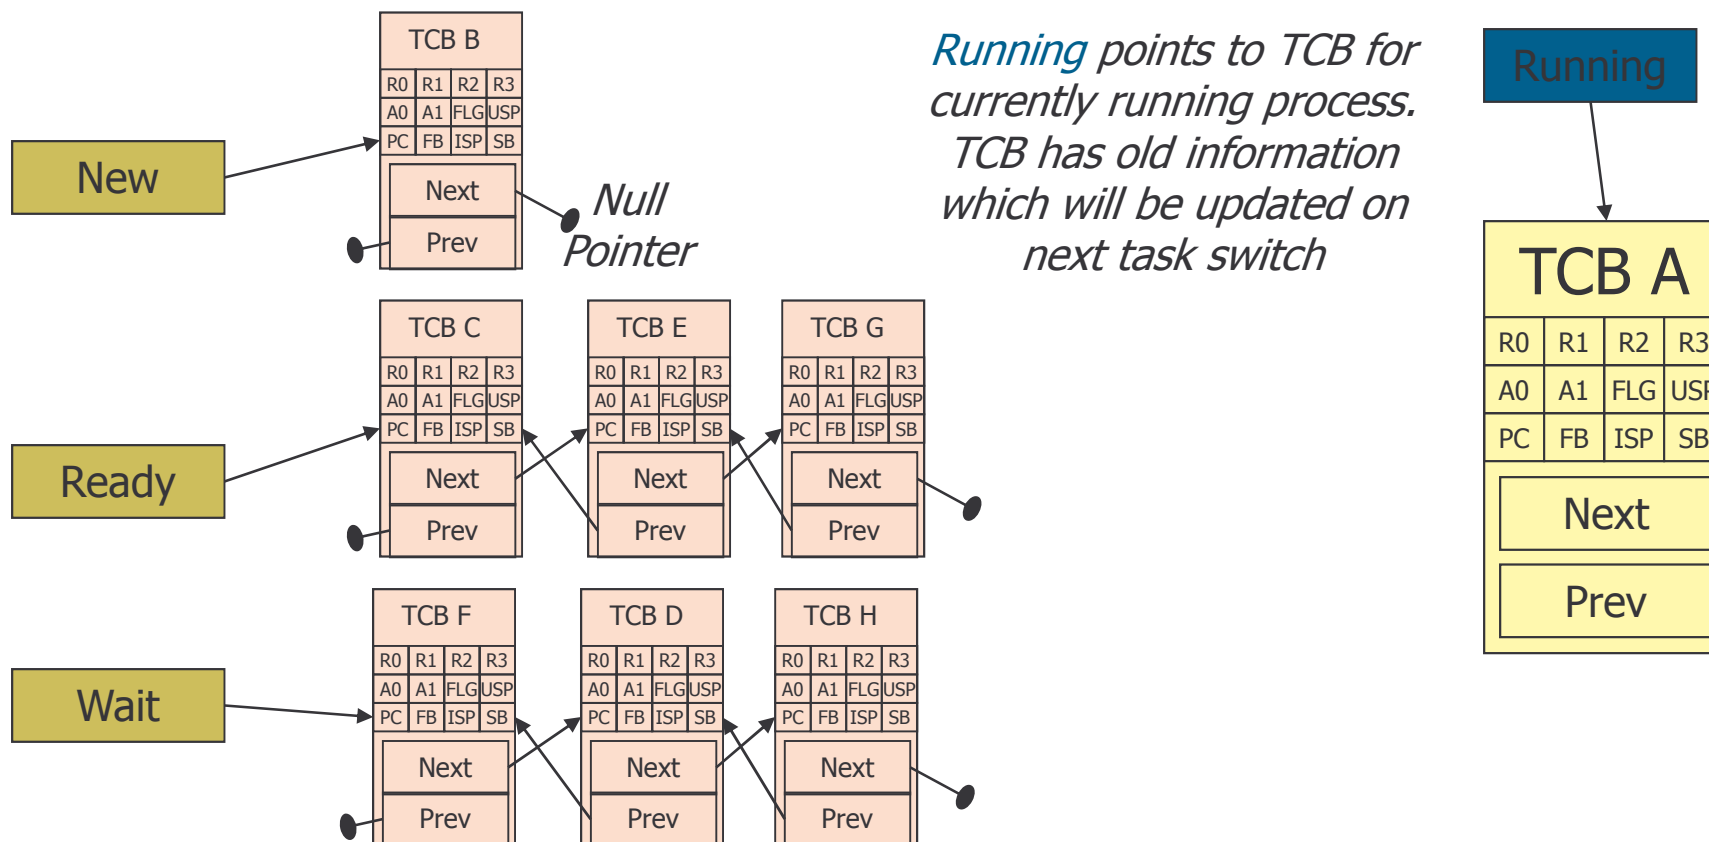 New
TCB B
R0 R1 R2 R3
A0 A1 FLG USP
PC FB ISP SB
Next
Prev
Null
Pointer
Running points to TCB for
currently running process.
TCB has old information
which will be updated on
next task switch
Running
TCB A
R0 R1 R2 R3
A0 A1 FLG USP
PC FB ISP SB
Next
Prev
Ready
TCB C
R0 R1 R2 R3
A0 A1 FLG USP
PC FB ISP SB
Next
Prev
TCB E
R0 R1 R2 R3
A0 A1 FLG USP
PC FB ISP SB
Next
Prev
TCB G
R0 R1 R2 R3
A0 A1 FLG USP
PC FB ISP SB
Next
Prev
Wait
TCB F
R0 R1 R2 R3
A0 A1 FLG USP
PC FB ISP SB
Next
Prev
TCB D
R0 R1 R2 R3
A0 A1 FLG USP
PC FB ISP SB
Next
Prev
TCB H
R0 R1 R2 R3
A0 A1 FLG USP
PC FB ISP SB
Next
Prev